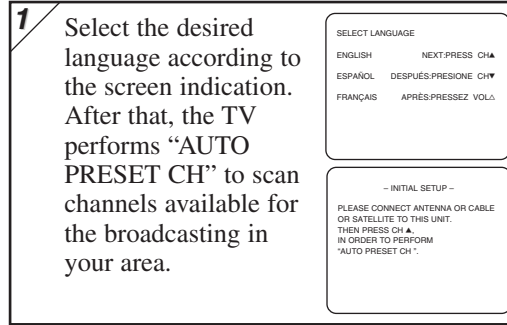 1
Select the desired
language according to
the screen indication.
After that, the TV
performs “AUTO
PRESET CH” to scan
channels available for
the broadcasting in
your area.
SELECT LANGUAGE
ENGLISH NEXT:PRESS CH▲
ESPAÑOL DESPUÉS:PRESIONE CH▼
FRANÇAIS APRÈS:PRESSEZ VOL△
– INITIAL SETUP –
PLEASE CONNECT ANTENNA OR CABLE
OR SATELLITE TO THIS UNIT.
THEN PRESS CH ▲,
IN ORDER TO PERFORM
“AUTO PRESET CH ”.